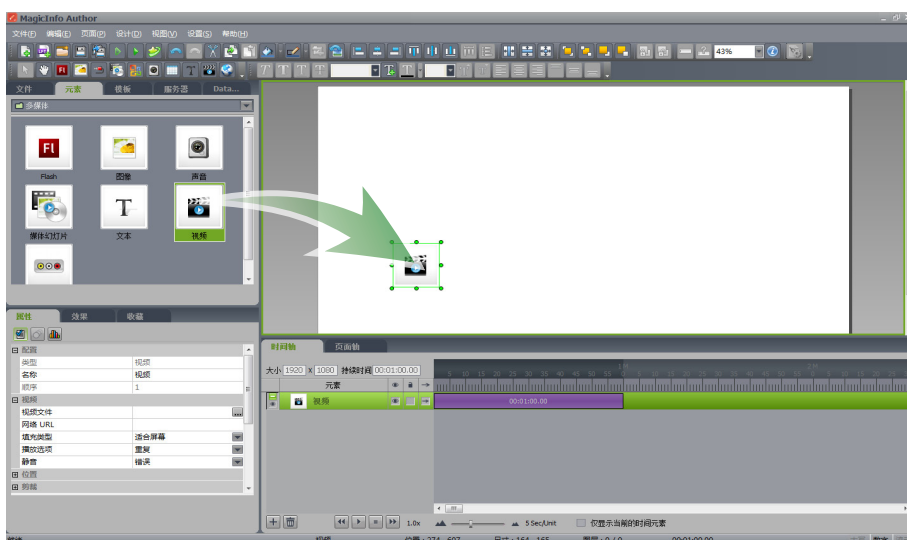 MagicInfo Author
文件(F) 编辑(E) 页面(P) 设计(D) 视图(V) 设置(S) 帮助(H)
43%
文件 元素 模板 服务器 Data...
多媒体
Flash 图像 声音
媒体幻灯片 文本 视频
属性 效果 收藏
配置
类型 视频
名称 视频
顺序 1
视频
视频文件 ...
网络 URL
填充类型 适合屏幕
播放选项 重复
静音 错误
位置
剪裁
时间轴 页面轴
大小 1920 X 1080 持续时间 00:01:00.00
元素
视频 00:01:00.00
1.0x 5 Sec/Unit 仅显示当前的时间元素